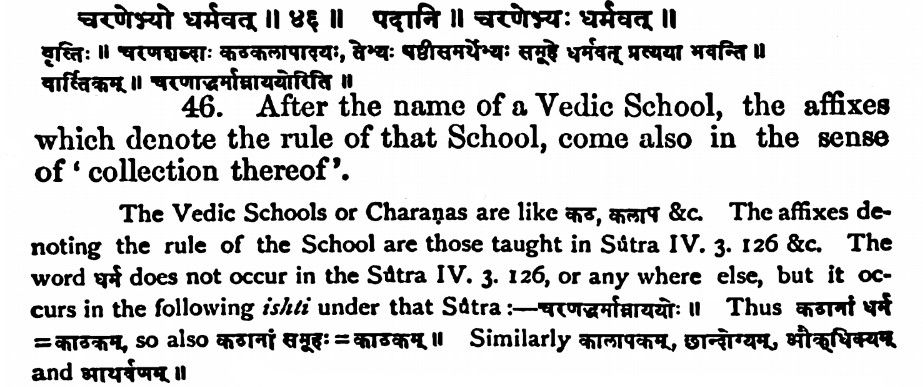 चरणेभ्यो धर्मवत् ॥ ४६ ॥ पदानि ॥ चरणेभ्यः धर्मवत् ॥
वृत्तिः ॥ चरणशब्दाः कठकलापादयः, तेभ्यः षष्ठीसमर्थेभ्यः समूहे धर्मवत् प्रत्यया भवन्ति ॥
वार्त्तिकम् ॥ चरणाद्धर्माम्नाययोरिति ॥
46. After the name of a Vedic School, the affixes
which denote the rule of that School, come also in the sense
of ‘ collection thereof’.
The Vedic Schools or Charaṇas are like कठ, कलाप &c. The affixes de-
noting the rule of the School are those taught in Sûtra IV. 3. 126 &c. The
word धर्म does not occur in the Sûtra IV. 3. 126, or any where else, but it oc-
curs in the following ishti under that Sûtra :—चरणद्धर्माम्नाययोः ॥ Thus कठानां धर्म
=काठकम्, so also कठानां समूहः = काठकम् ॥ Similarly कालापकम्, छान्दोग्यम्, औक्थिक्यम्
and आथर्वणम् ॥